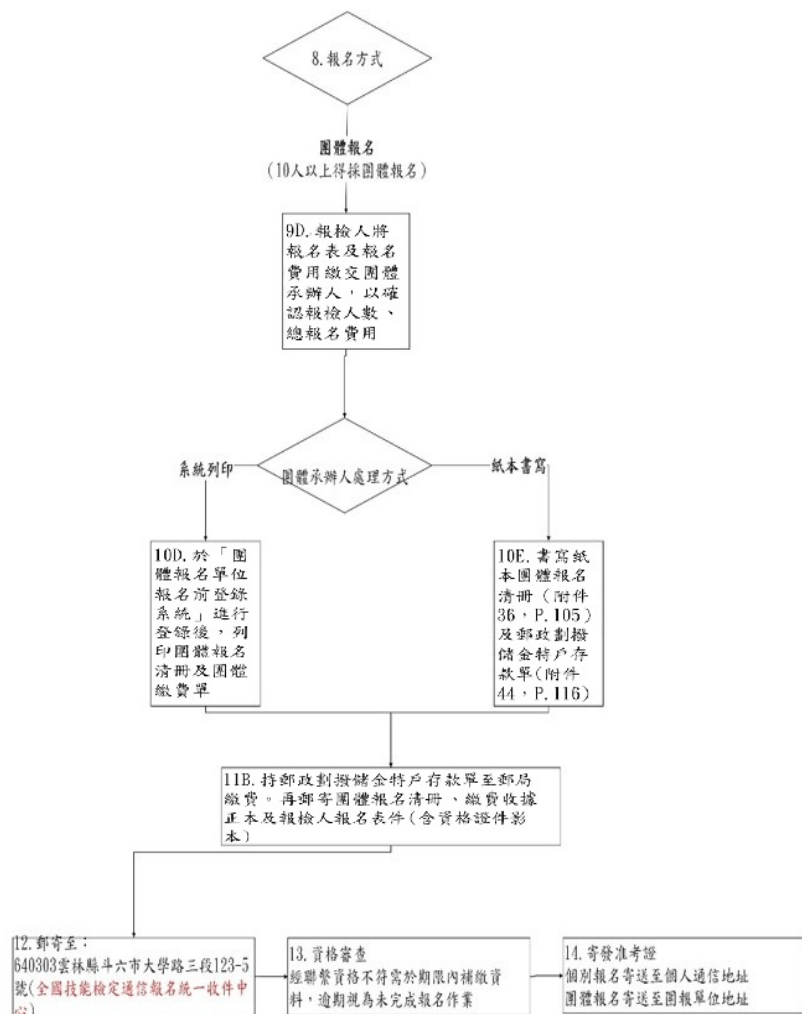 8.報名方式
團體報名
(10人以上得採團體報名)
9D.報檢人將
報名表及報名
費用繳交團體
承辦人,以確
認報檢人數、
總報名費用
團體承辦人處理方式
系統列印
紙本書寫
10D.於「團
體報名單位
報名前登錄
系統」進行
登錄後,列
印團體報名
清冊及團體
繳費單
10E.書寫紙
本團體報名
清冊(附件
36,P.105)
及郵政劃撥
儲金特戶存
款單(附件
44,P.116)
11B.持郵政劃撥儲金特戶存款單至郵局
繳費。再郵寄團體報名清冊、繳費收據
正本及報檢人報名表件(含資格證件影
本)
12.郵寄至:
640303雲林縣斗六市大學路三段123-5
號(全國技能檢定通信報名統一收件中
心)
13.資格審查
經聯繫資格不符需於期限內補繳資
料,逾期視為未完成報名作業
14.寄發准考證
個別報名寄送至個人通信地址
團體報名寄送至團報單位地址